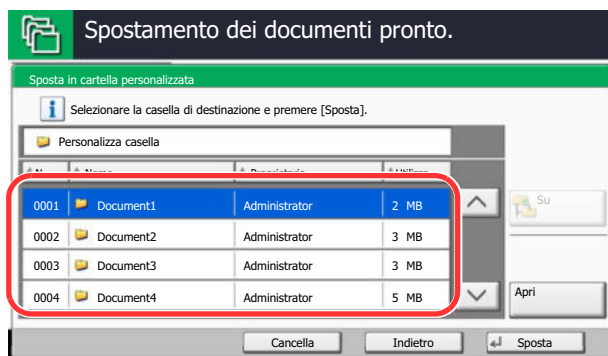 Spostamento dei documenti pronto.
Sposta in cartella personalizzata
Selezionare la casella di destinazione e premere [Sposta].
Personalizza casella
0001 Document1 Administrator 2 MB
Su
0002 Document2 Administrator 3 MB
0003 Document3 Administrator 3 MB
0004 Document4 Administrator 5 MB
Apri
Cancella Indietro Sposta